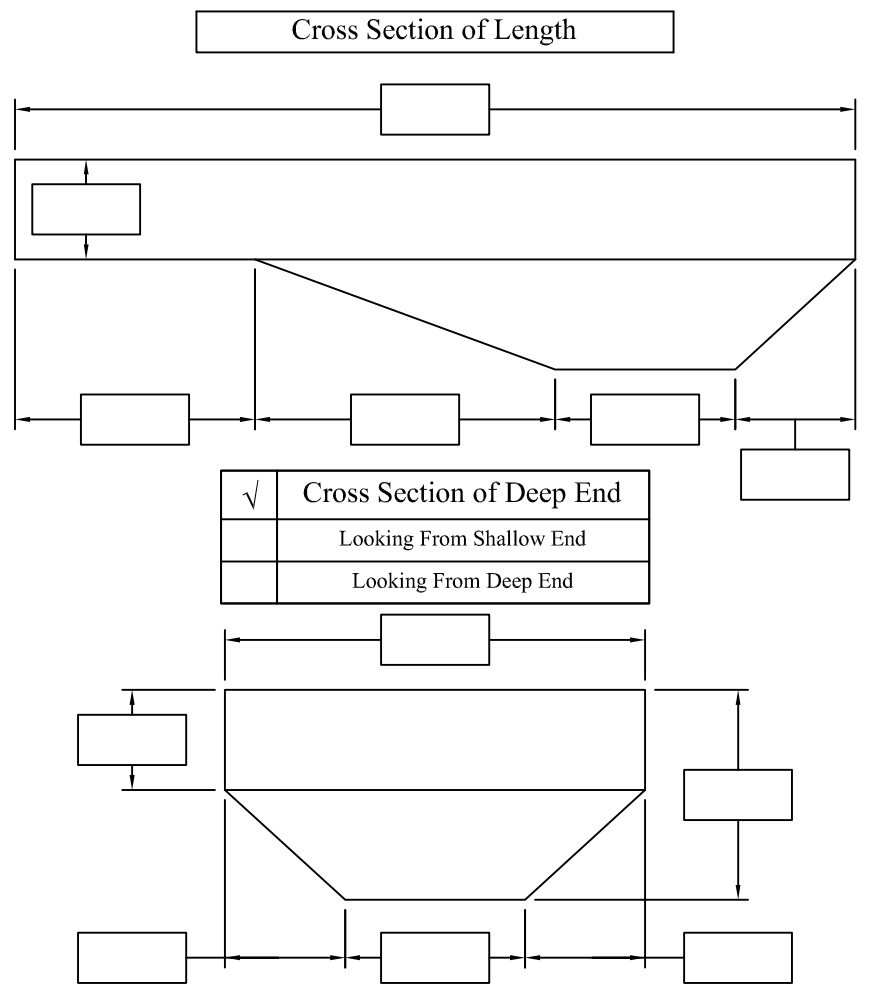 Cross Section of Length
√ Cross Section of Deep End
Looking From Shallow End
Looking From Deep End